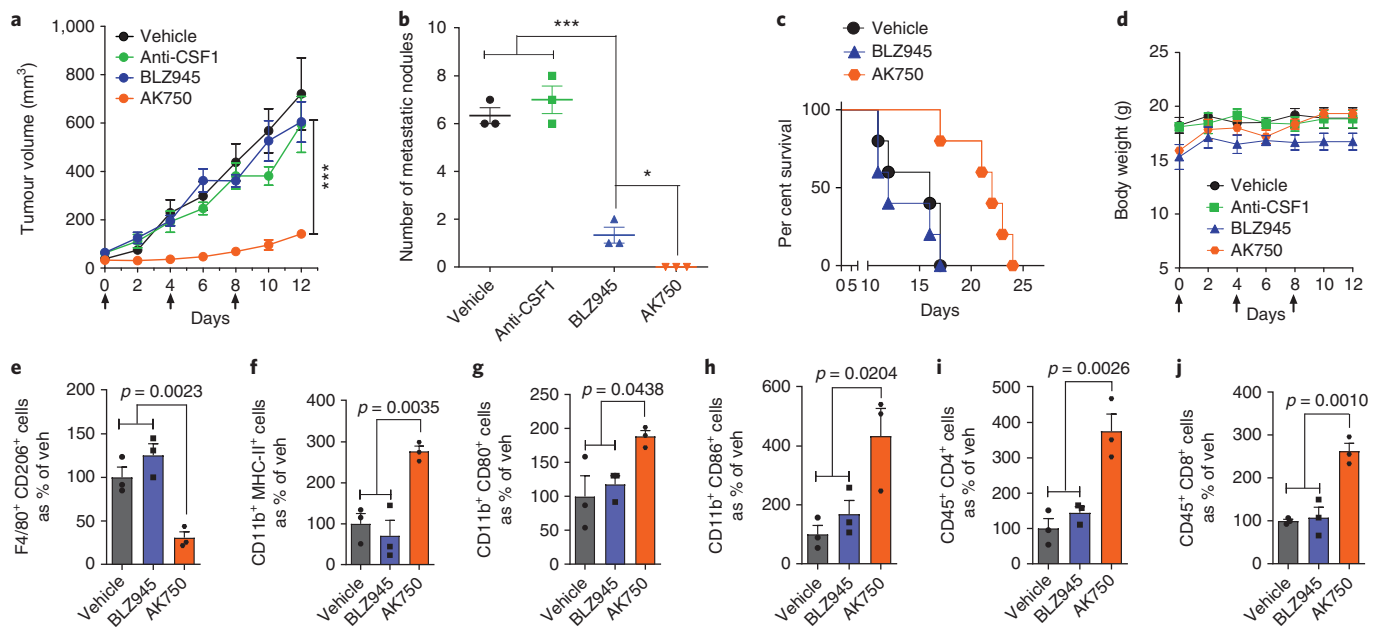 a
Tumour volume (mm3)
1,000
800
600
400
200
0
Vehicle
Anti-CSF1
BLZ945
AK750
***
0 2 4 6 8 10 12
Days
b
Number of metastatic nodules
10
8
6
4
2
0
***
*
Vehicle
Anti-CSF1
BLZ945
AK750
c
Vehicle
BLZ945
AK750
Per cent survival
100
50
0
0 5 10 15 20 25
Days
d
Body weight (g)
25
20
15
10
5
Vehicle
Anti-CSF1
BLZ945
AK750
0 2 4 6 8 10 12
Days
e
F4/80+ CD206+ cells
as % of veh
200
150
100
50
0
p = 0.0023
Vehicle
BLZ945
AK750
f
CD11b+ MHC-II+ cells
as % of veh
400
300
200
100
0
p = 0.0035
Vehicle
BLZ945
AK750
g
CD11b+ CD80+ cells
as % of veh
250
200
150
100
50
0
p = 0.0438
Vehicle
BLZ945
AK750
h
CD11b+ CD86+ cells
as % of veh
600
400
200
0
p = 0.0204
Vehicle
BLZ945
AK750
i
CD45+ CD4+ cells
as % of veh
500
400
300
200
100
0
p = 0.0026
Vehicle
BLZ945
AK750
j
CD45+ CD8+ cells
as % of veh
400
300
200
100
0
p = 0.0010
Vehicle
BLZ945
AK750